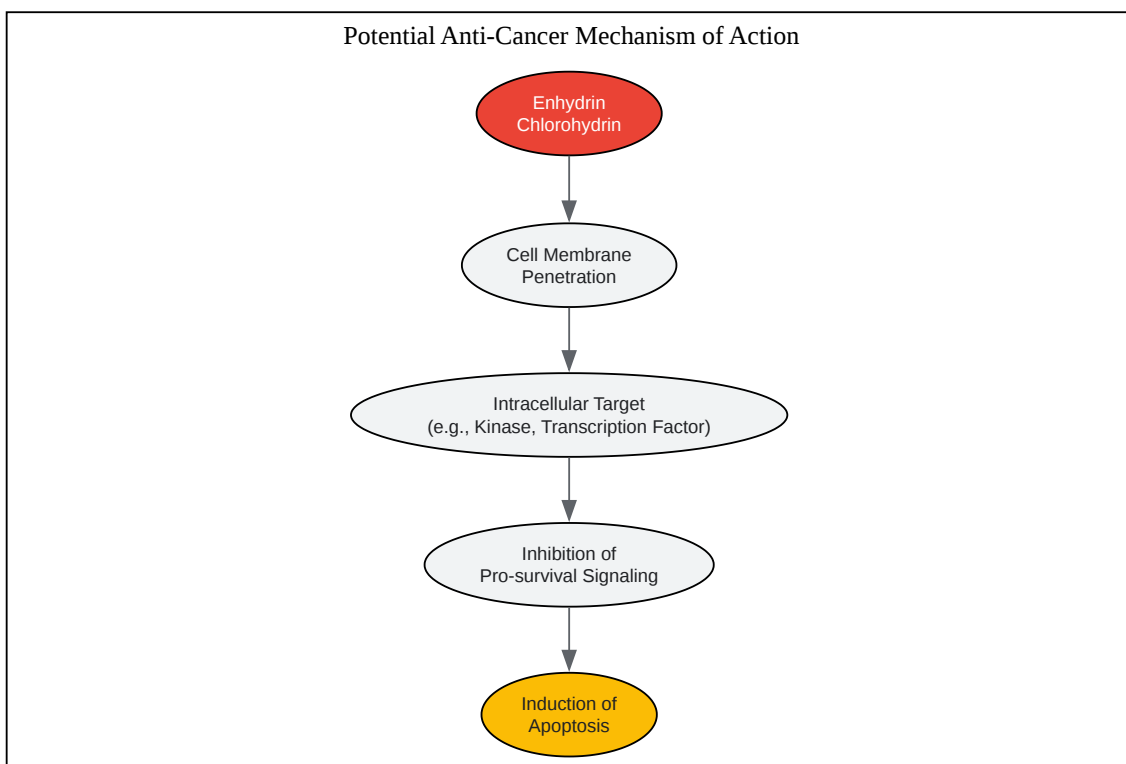 Potential Anti-Cancer Mechanism of Action
Enhydrin
Chlorohydrin
Cell Membrane
Penetration
Intracellular Target
(e.g., Kinase, Transcription Factor)
Inhibition of
Pro-survival Signaling
Induction of
Apoptosis